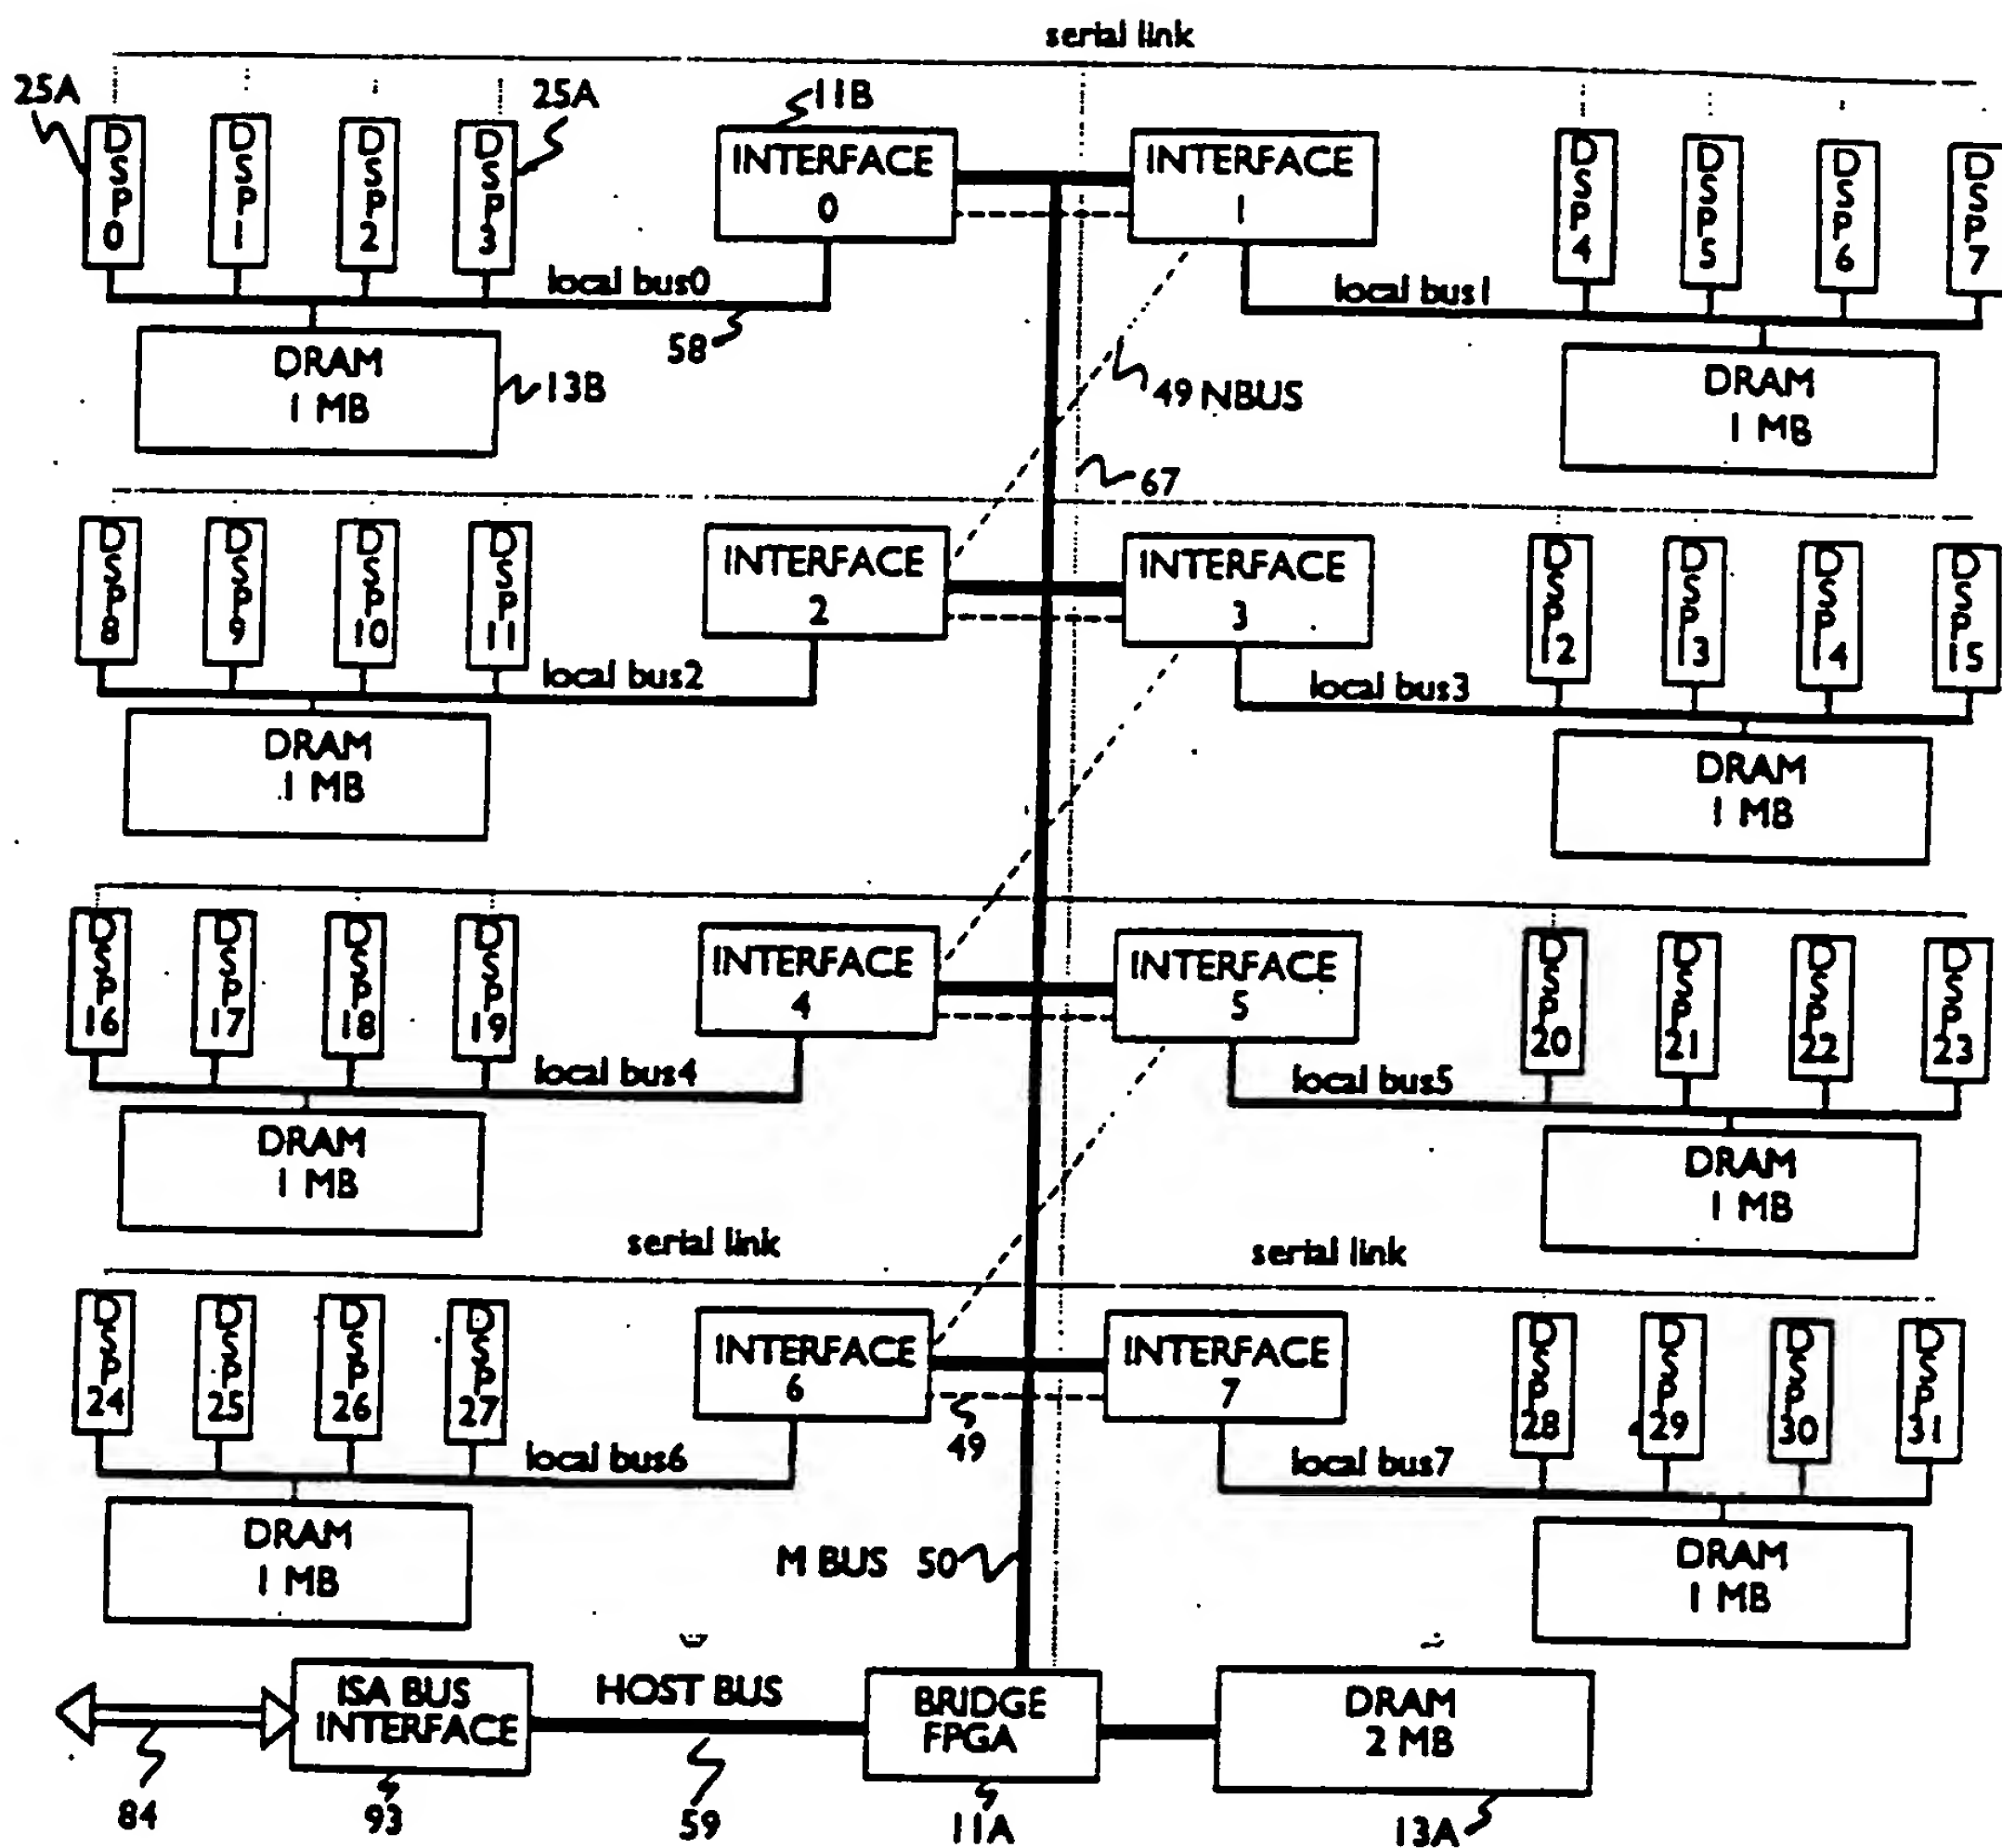 serial link
25A
25A
11B
DSP0
DSP1
DSP2
DSP3
INTERFACE
0
INTERFACE
1
DSP4
DSP5
DSP6
DSP7
local bus0
local bus1
58
DRAM
1 MB
13B
49 NBUS
DRAM
1 MB
67
DSP8
DSP9
DSP10
DSP11
INTERFACE
2
INTERFACE
3
DSP12
DSP13
DSP14
DSP15
local bus2
local bus3
DRAM
1 MB
DRAM
1 MB
DSP16
DSP17
DSP18
DSP19
INTERFACE
4
INTERFACE
5
DSP20
DSP21
DSP22
DSP23
local bus4
local bus5
DRAM
1 MB
DRAM
1 MB
serial link
serial link
DSP24
DSP25
DSP26
DSP27
INTERFACE
6
INTERFACE
7
DSP28
DSP29
DSP30
DSP31
49
local bus6
local bus7
DRAM
1 MB
M BUS 50
DRAM
1 MB
ISA BUS
INTERFACE
HOST BUS
BRIDGE
FPGA
DRAM
2 MB
84
93
59
11A
13A